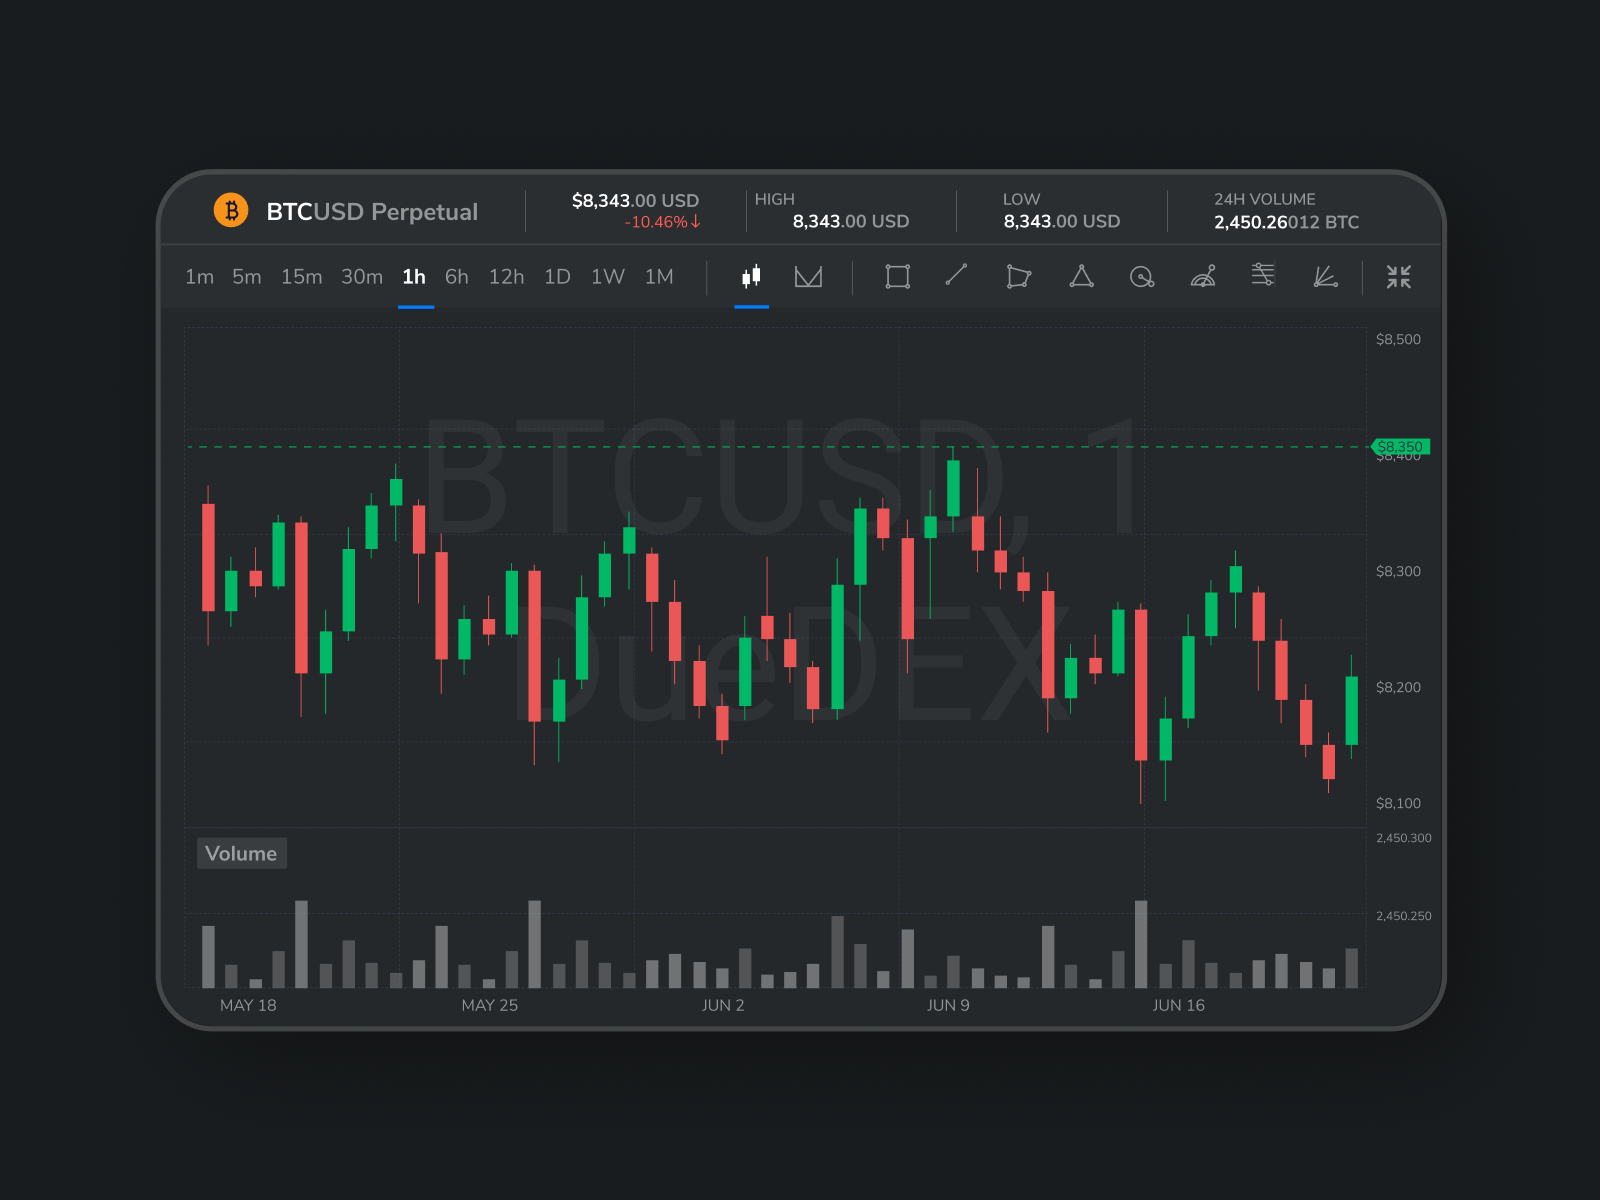 BTCUSD Perpetual
$8,343.00 USD
-10.46%↓
HIGH
8,343.00 USD
LOW
8,343.00 USD
24H VOLUME
2,450.26012 BTC
1m 5m 15m 30m 1h 6h 12h 1D 1W 1M
$8,500
BTCUSD, 1
$8,350
$8,400
$8,300
DueDEX
$8,200
$8,100
2,450.300
Volume
2,450.250
MAY 18 MAY 25 JUN 2 JUN 9 JUN 16